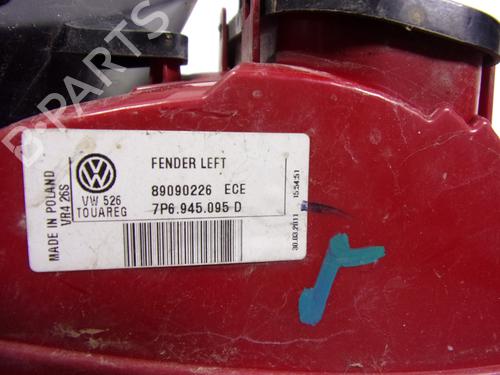 B-Parts
MADE IN POLAND
VR4 26S
VW 526
TOUAREG
FENDER LEFT
89090226 ECE
7P6.945.095 D
30.03.2011 15:54:51